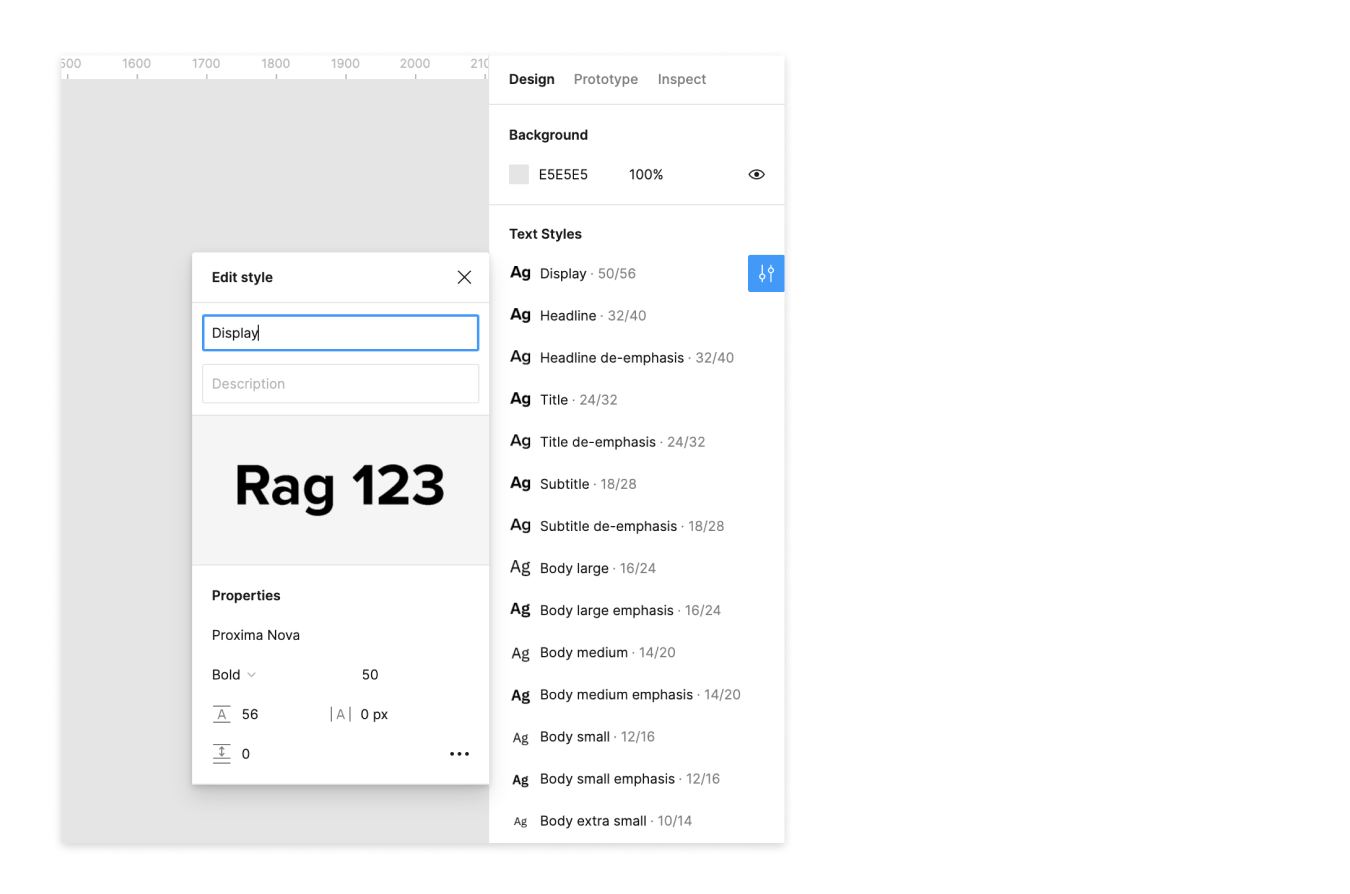 500 1600 1700 1800 1900 2000 210
Design Prototype Inspect
Background
E5E5E5 100%
Text Styles
Ag Display · 50/56
Ag Headline · 32/40
Ag Headline de-emphasis · 32/40
Ag Title · 24/32
Ag Title de-emphasis · 24/32
Ag Subtitle · 18/28
Ag Subtitle de-emphasis · 18/28
Ag Body large · 16/24
Ag Body large emphasis · 16/24
Ag Body medium · 14/20
Ag Body medium emphasis · 14/20
Ag Body small · 12/16
Ag Body small emphasis · 12/16
Ag Body extra small · 10/14
Edit style
Display
Description
Rag 123
Properties
Proxima Nova
Bold 50
A 56 |A| 0 px
0